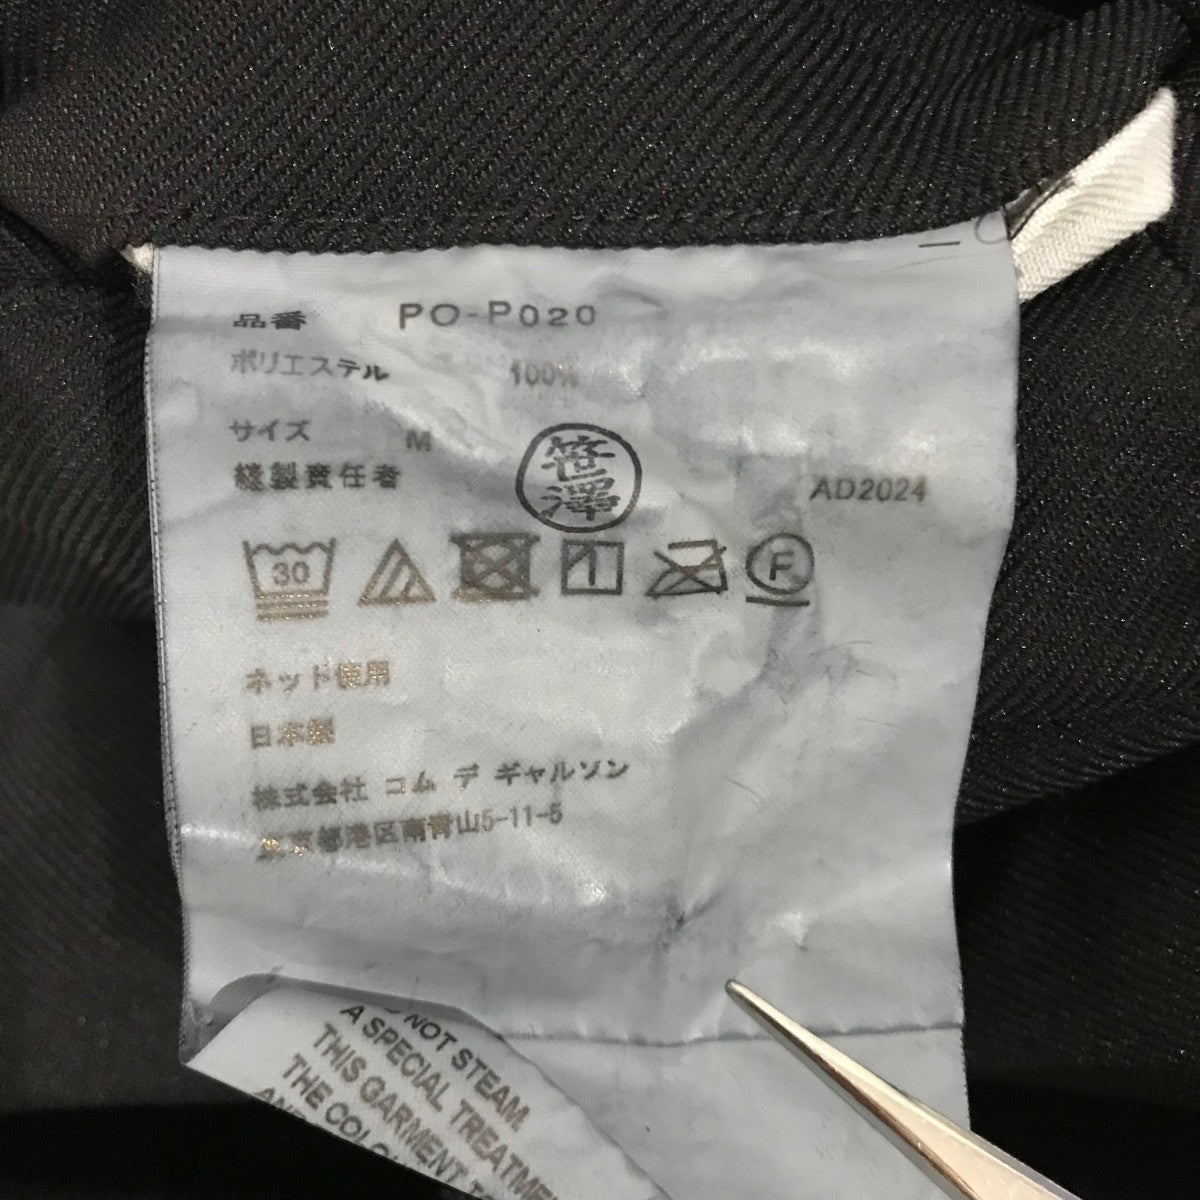 品番 PO-P020
ポリエステル 100%
サイズ M
縫製責任者 笹澤
AD2024
30 F
ネット使用
日本製
株式会社 コム デ ギャルソン
東京都港区南青山5-11-5
NOT STEAM
A SPECIAL TREATME
THIS GARMENT
THE COLO